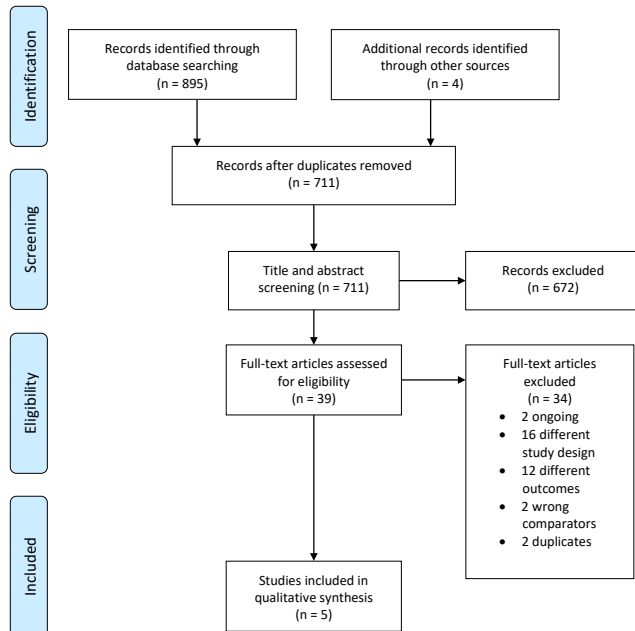 Identification
Records identified through
database searching
(n = 895)
Additional records identified
through other sources
(n = 4)
Records after duplicates removed
(n = 711)
Screening
Title and abstract
screening (n = 711)
Records excluded
(n = 672)
Eligibility
Full-text articles assessed
for eligibility
(n = 39)
Full-text articles
excluded
(n = 34)
• 2 ongoing
• 16 different
study design
• 12 different
outcomes
• 2 wrong
comparators
• 2 duplicates
Included
Studies included in
qualitative synthesis
(n = 5)